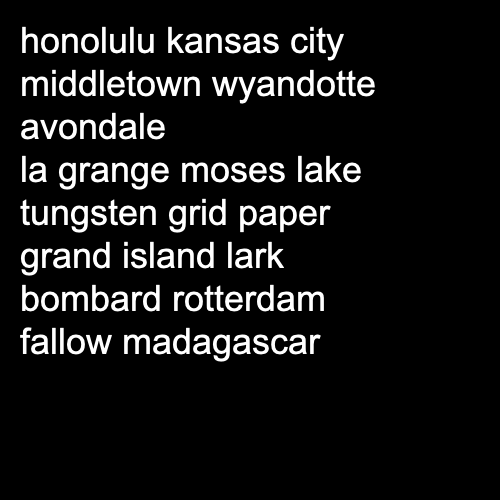 honolulu kansas city
middletown wyandotte
avondale
la grange moses lake
tungsten grid paper
grand island lark
bombard rotterdam
fallow madagascar